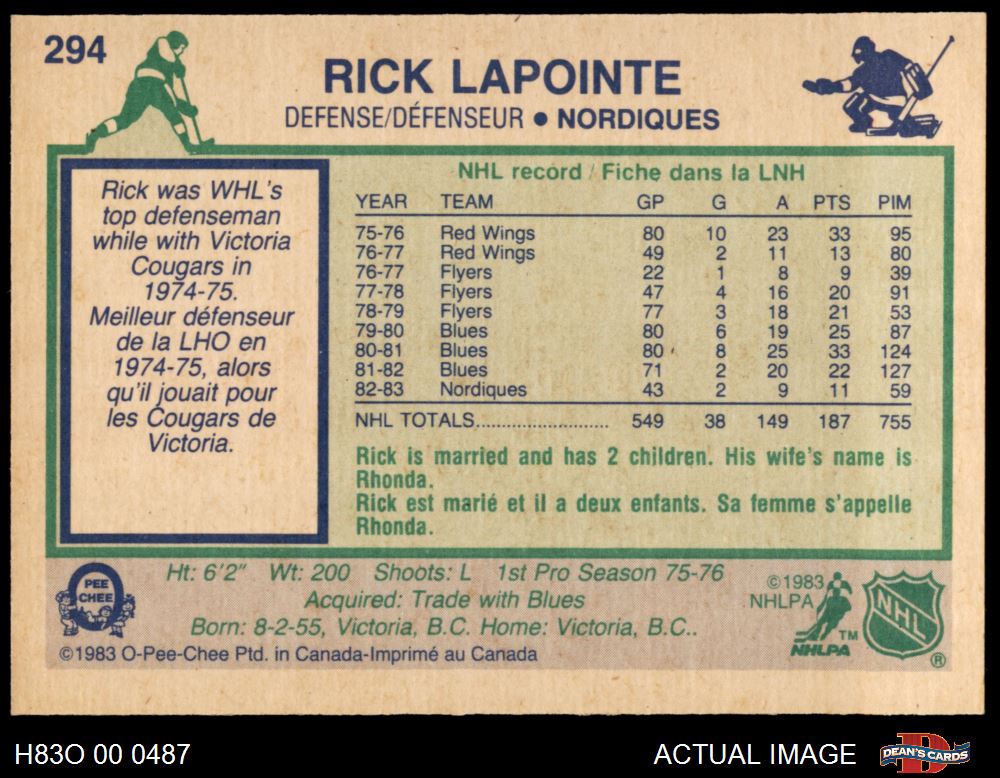 294
RICK LAPOINTE
DEFENSE/DÉFENSEUR • NORDIQUES
Rick was WHL's
top defenseman
while with Victoria
Cougars in
1974-75.
Meilleur défenseur
de la LHO en
1974-75, alors
qu'il jouait pour
les Cougars de
Victoria.
NHL record / Fiche dans la LNH
YEAR TEAM GP G A PTS PIM
75-76 Red Wings 80 10 23 33 95
76-77 Red Wings 49 2 11 13 80
76-77 Flyers 22 1 8 9 39
77-78 Flyers 47 4 16 20 91
78-79 Flyers 77 3 18 21 53
79-80 Blues 80 6 19 25 87
80-81 Blues 80 8 25 33 124
81-82 Blues 71 2 20 22 127
82-83 Nordiques 43 2 9 11 59
NHL TOTALS......................... 549 38 149 187 755
Rick is married and has 2 children. His wife's name is
Rhonda.
Rick est marié et il a deux enfants. Sa femme s'appelle
Rhonda.
O PEE CHEE
Ht: 6'2" Wt: 200 Shoots: L 1st Pro Season 75-76
Acquired: Trade with Blues
Born: 8-2-55, Victoria, B.C. Home: Victoria, B.C..
©1983 O-Pee-Chee Ptd. in Canada-Imprimé au Canada
©1983
NHLPA
TM
NHLPA
NHL
®
H83O 00 0487
ACTUAL IMAGE
D
DEAN'S CARDS